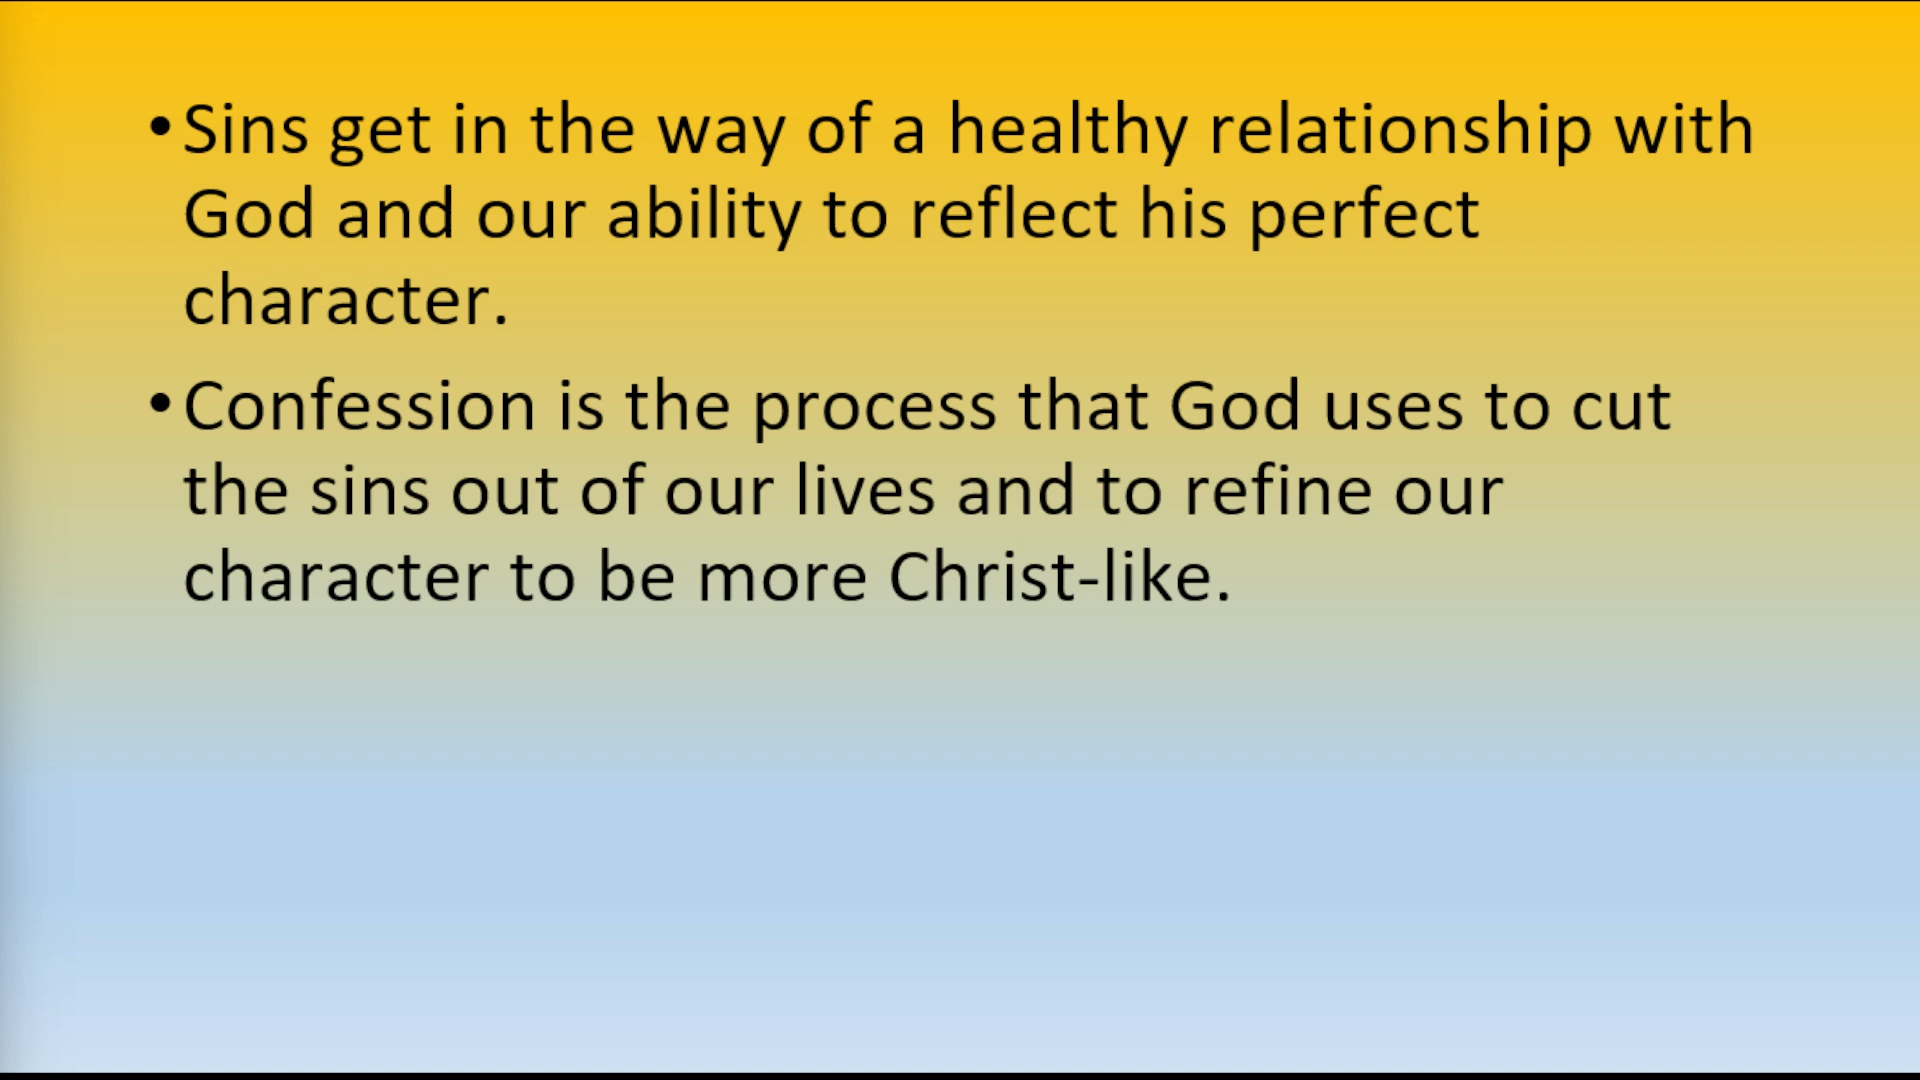 •Sins get in the way of a healthy relationship with
God and our ability to reflect his perfect
character.
•Confession is the process that God uses to cut
the sins out of our lives and to refine our
character to be more Christ-like.